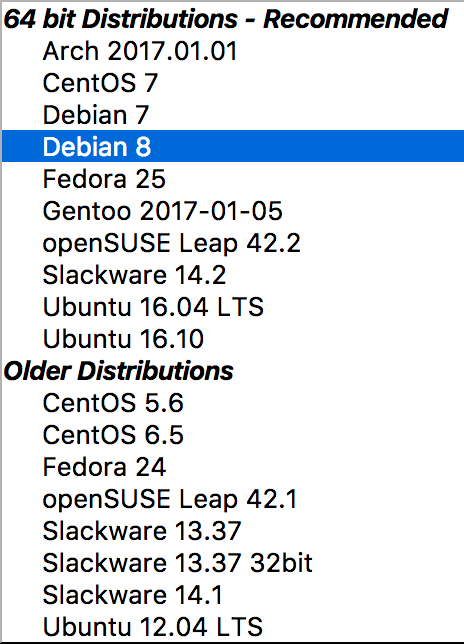 64 bit Distributions - Recommended
Arch 2017.01.01
CentOS 7
Debian 7
Debian 8
Fedora 25
Gentoo 2017-01-05
openSUSE Leap 42.2
Slackware 14.2
Ubuntu 16.04 LTS
Ubuntu 16.10
Older Distributions
CentOS 5.6
CentOS 6.5
Fedora 24
openSUSE Leap 42.1
Slackware 13.37
Slackware 13.37 32bit
Slackware 14.1
Ubuntu 12.04 LTS